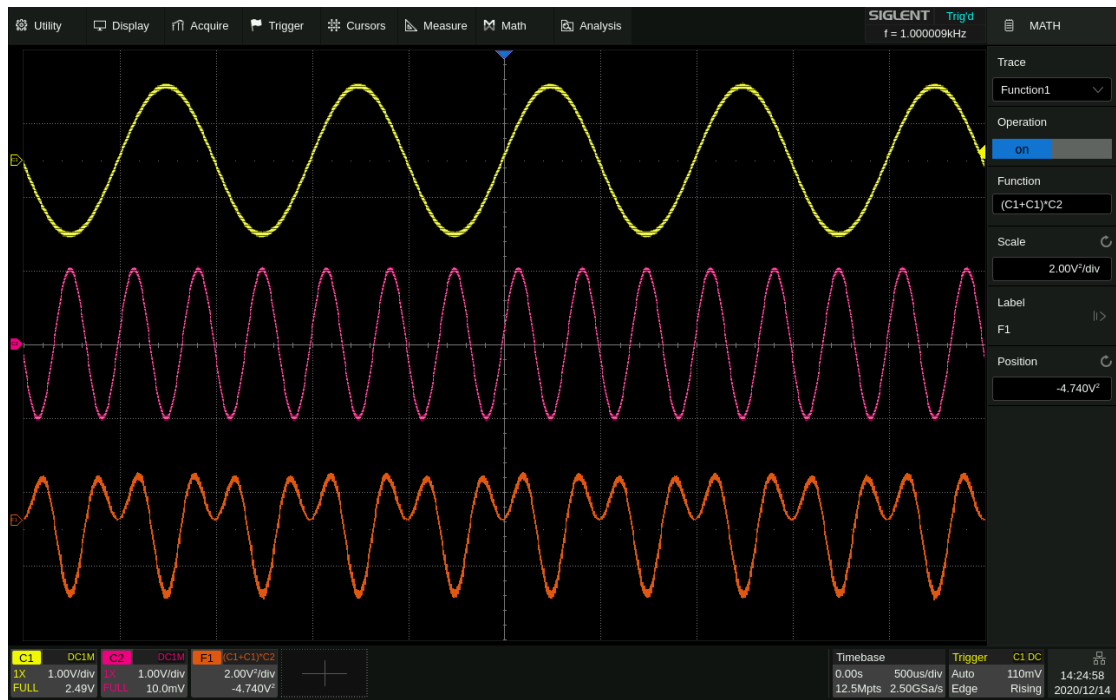 Utility Display Acquire Trigger Cursors Measure Math Analysis
SIGLENT Trig'd
f = 1.000009kHz
MATH
Trace
Function1
Operation
on
Function
(C1+C1)*C2
Scale
2.00V²/div
Label
F1
Position
-4.740V²
C1 DC1M
1X 1.00V/div
FULL 2.49V
C2 DC1M
1X 1.00V/div
FULL 10.0mV
F1 (C1+C1)*C2
2.00V²/div
-4.740V²
Timebase
0.00s 500us/div
12.5Mpts 2.50GSa/s
Trigger C1 DC
Auto 110mV
Edge Rising
14:24:58
2020/12/14